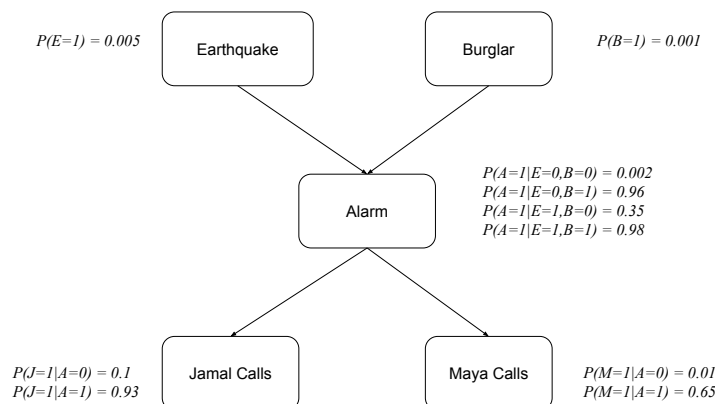 P(E=1) = 0.005
Earthquake
Burglar
P(B=1) = 0.001
Alarm
P(A=1|E=0,B=0) = 0.002
P(A=1|E=0,B=1) = 0.96
P(A=1|E=1,B=0) = 0.35
P(A=1|E=1,B=1) = 0.98
P(J=1|A=0) = 0.1
P(J=1|A=1) = 0.93
Jamal Calls
Maya Calls
P(M=1|A=0) = 0.01
P(M=1|A=1) = 0.65